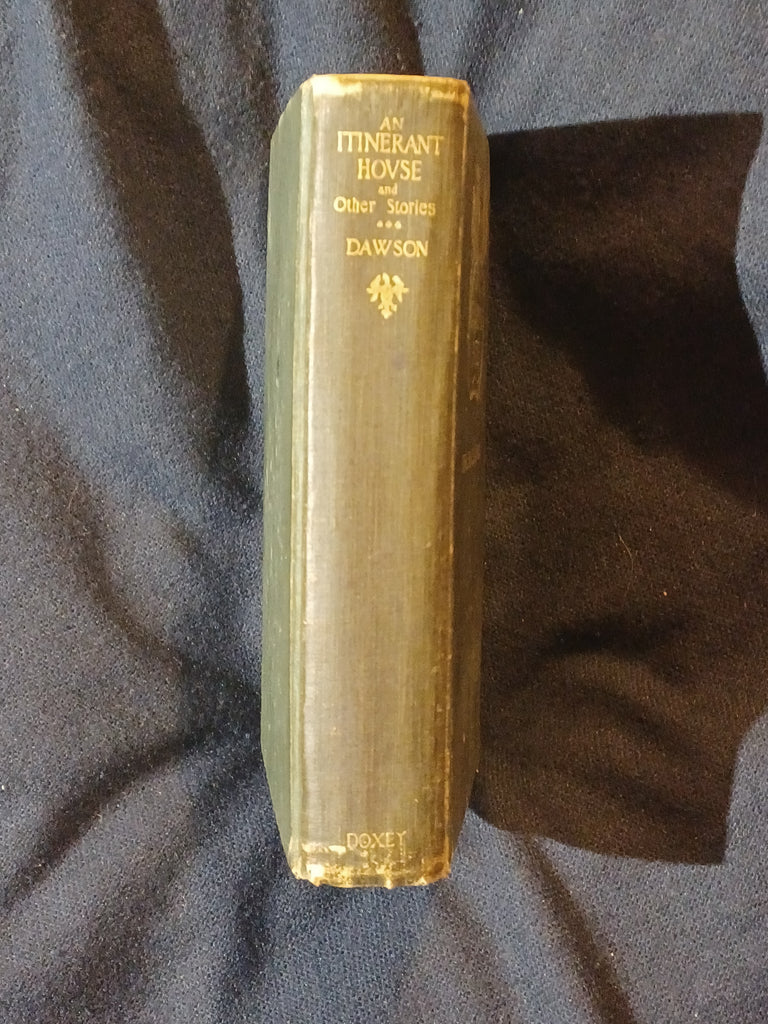 AN
ITINERANT
HOVSE
and
Other Stories
DAWSON
DOXEY